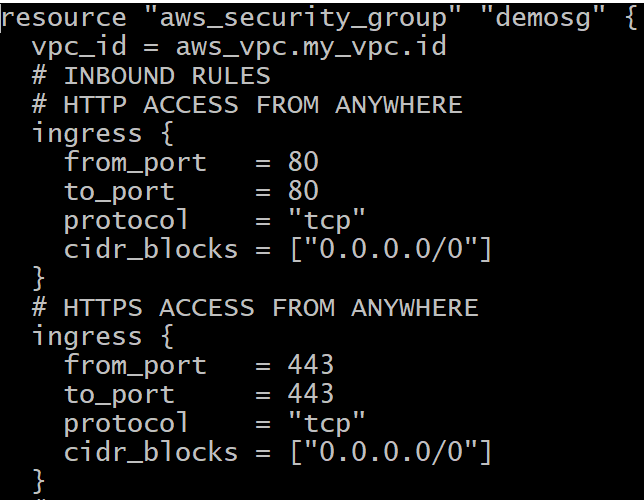 resource "aws_security_group" "demosg" {
  vpc_id = aws_vpc.my_vpc.id
  # INBOUND RULES
  # HTTP ACCESS FROM ANYWHERE
  ingress {
    from_port   = 80
    to_port     = 80
    protocol    = "tcp"
    cidr_blocks = ["0.0.0.0/0"]
  }
  # HTTPS ACCESS FROM ANYWHERE
  ingress {
    from_port   = 443
    to_port     = 443
    protocol    = "tcp"
    cidr_blocks = ["0.0.0.0/0"]
  }